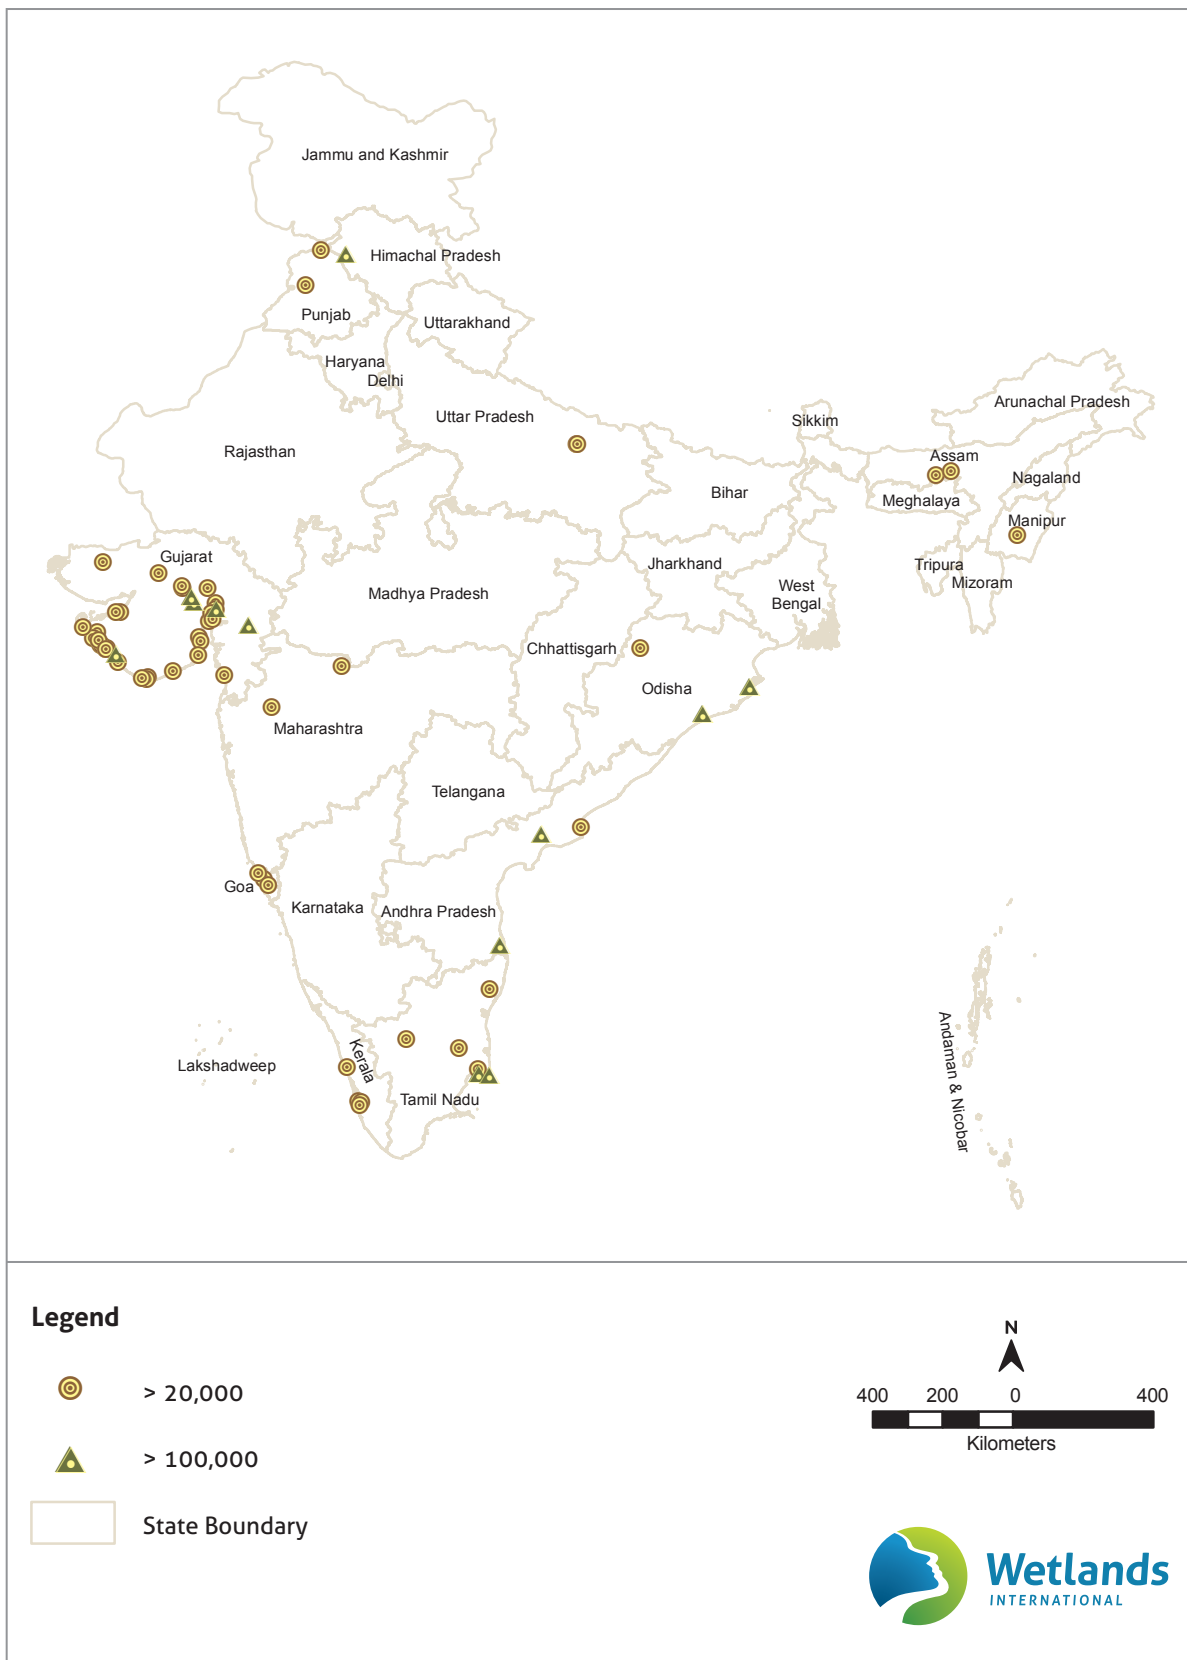 Jammu and Kashmir
Himachal Pradesh
Punjab
Uttarakhand
Haryana
Delhi
Uttar Pradesh
Rajasthan
Sikkim
Arunachal Pradesh
Assam
Nagaland
Bihar
Meghalaya
Manipur
Gujarat
Jharkhand
Tripura
Mizoram
Madhya Pradesh
West
Bengal
Chhattisgarh
Odisha
Maharashtra
Telangana
Goa
Karnataka
Andhra Pradesh
Lakshadweep
Kerala
Tamil Nadu
Andaman & Nicobar
Legend
> 20,000
> 100,000
State Boundary
N
400 200 0 400
Kilometers
Wetlands
INTERNATIONAL